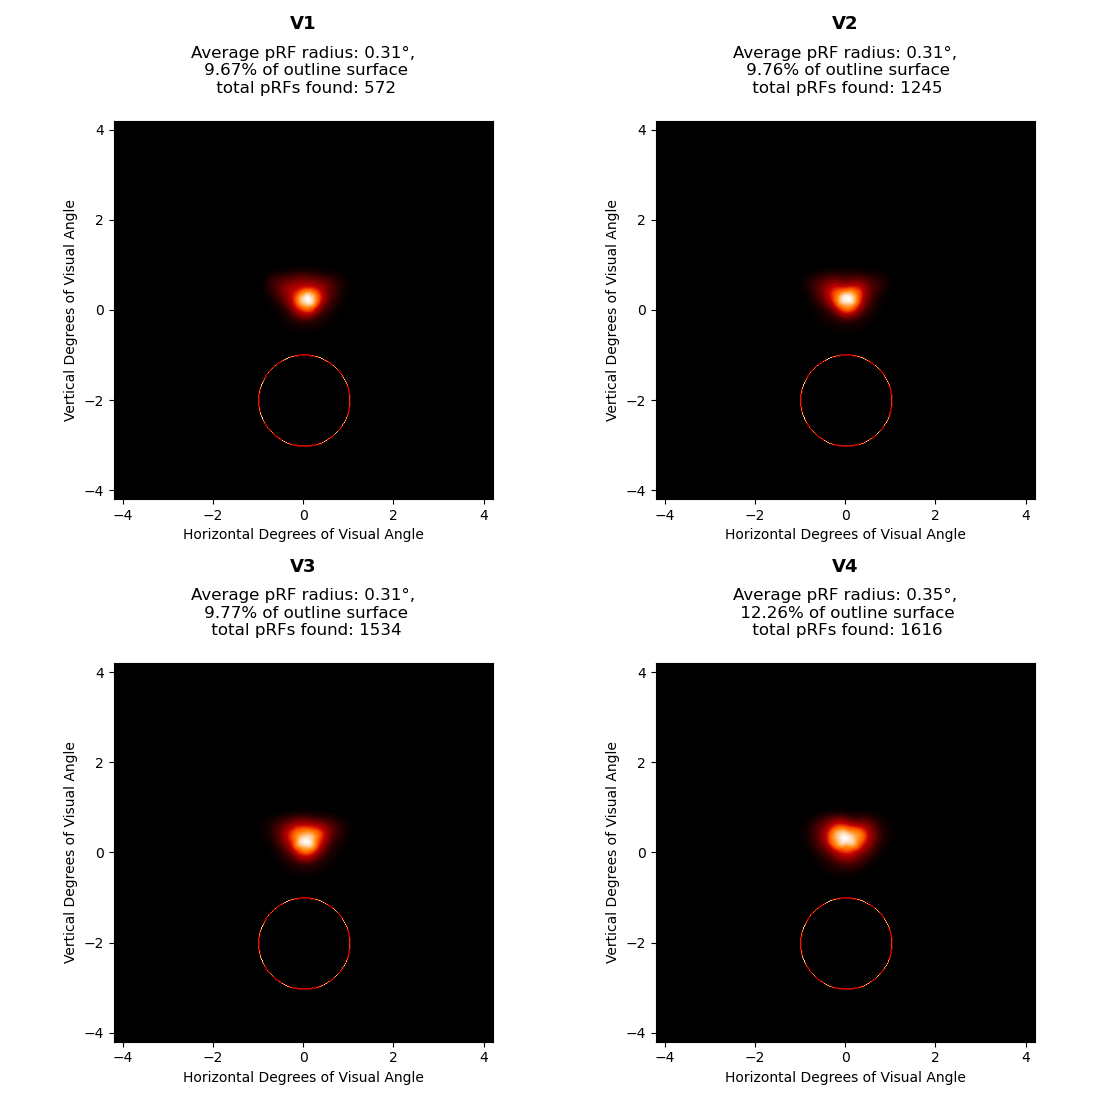 V1
Average pRF radius: 0.31°,
9.67% of outline surface
total pRFs found: 572
4
2
0
−2
−4
Vertical Degrees of Visual Angle
−4 −2 0 2 4
Horizontal Degrees of Visual Angle
V2
Average pRF radius: 0.31°,
9.76% of outline surface
total pRFs found: 1245
4
2
0
−2
−4
Vertical Degrees of Visual Angle
−4 −2 0 2 4
Horizontal Degrees of Visual Angle
V3
Average pRF radius: 0.31°,
9.77% of outline surface
total pRFs found: 1534
4
2
0
−2
−4
Vertical Degrees of Visual Angle
−4 −2 0 2 4
Horizontal Degrees of Visual Angle
V4
Average pRF radius: 0.35°,
12.26% of outline surface
total pRFs found: 1616
4
2
0
−2
−4
Vertical Degrees of Visual Angle
−4 −2 0 2 4
Horizontal Degrees of Visual Angle